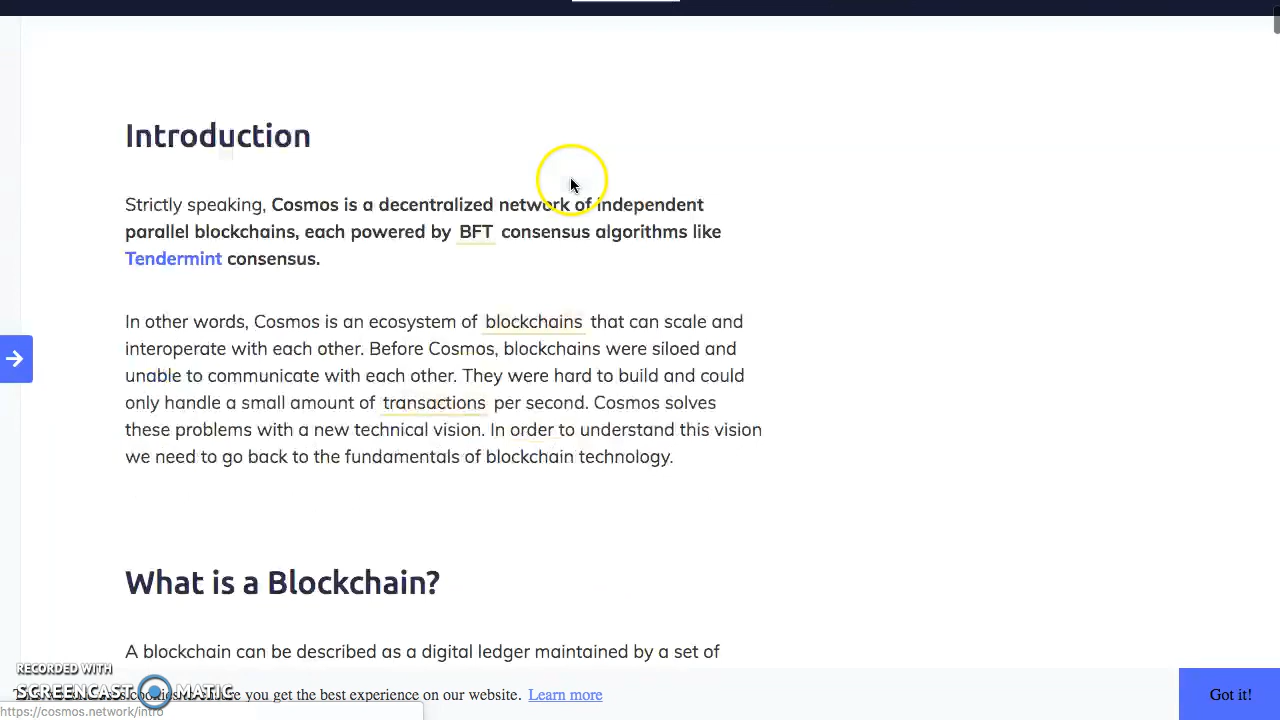 Introduction
Strictly speaking, Cosmos is a decentralized network of independent
parallel blockchains, each powered by BFT consensus algorithms like
Tendermint consensus.
In other words, Cosmos is an ecosystem of blockchains that can scale and
interoperate with each other. Before Cosmos, blockchains were siloed and
unable to communicate with each other. They were hard to build and could
only handle a small amount of transactions per second. Cosmos solves
these problems with a new technical vision. In order to understand this vision
we need to go back to the fundamentals of blockchain technology.
What is a Blockchain?
A blockchain can be described as a digital ledger maintained by a set of
RECORDED WITH
SCREENCAST MATIC
you get the best experience on our website. Learn more
Got it!
https://cosmos.network/intro